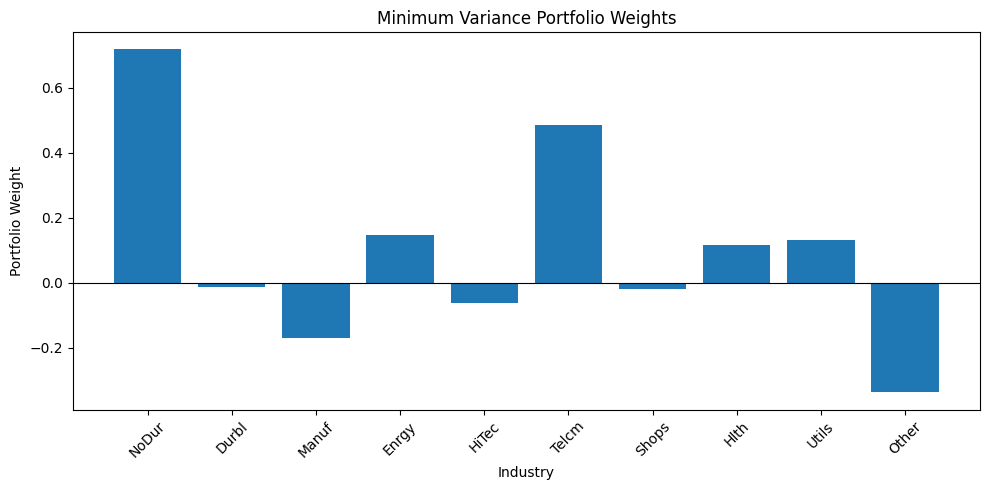 Minimum Variance Portfolio Weights
Portfolio Weight
0.6
0.4
0.2
0.0
−0.2
NoDur
Durbl
Manuf
Enrgy
HiTec
Telcm
Shops
Hlth
Utils
Other
Industry